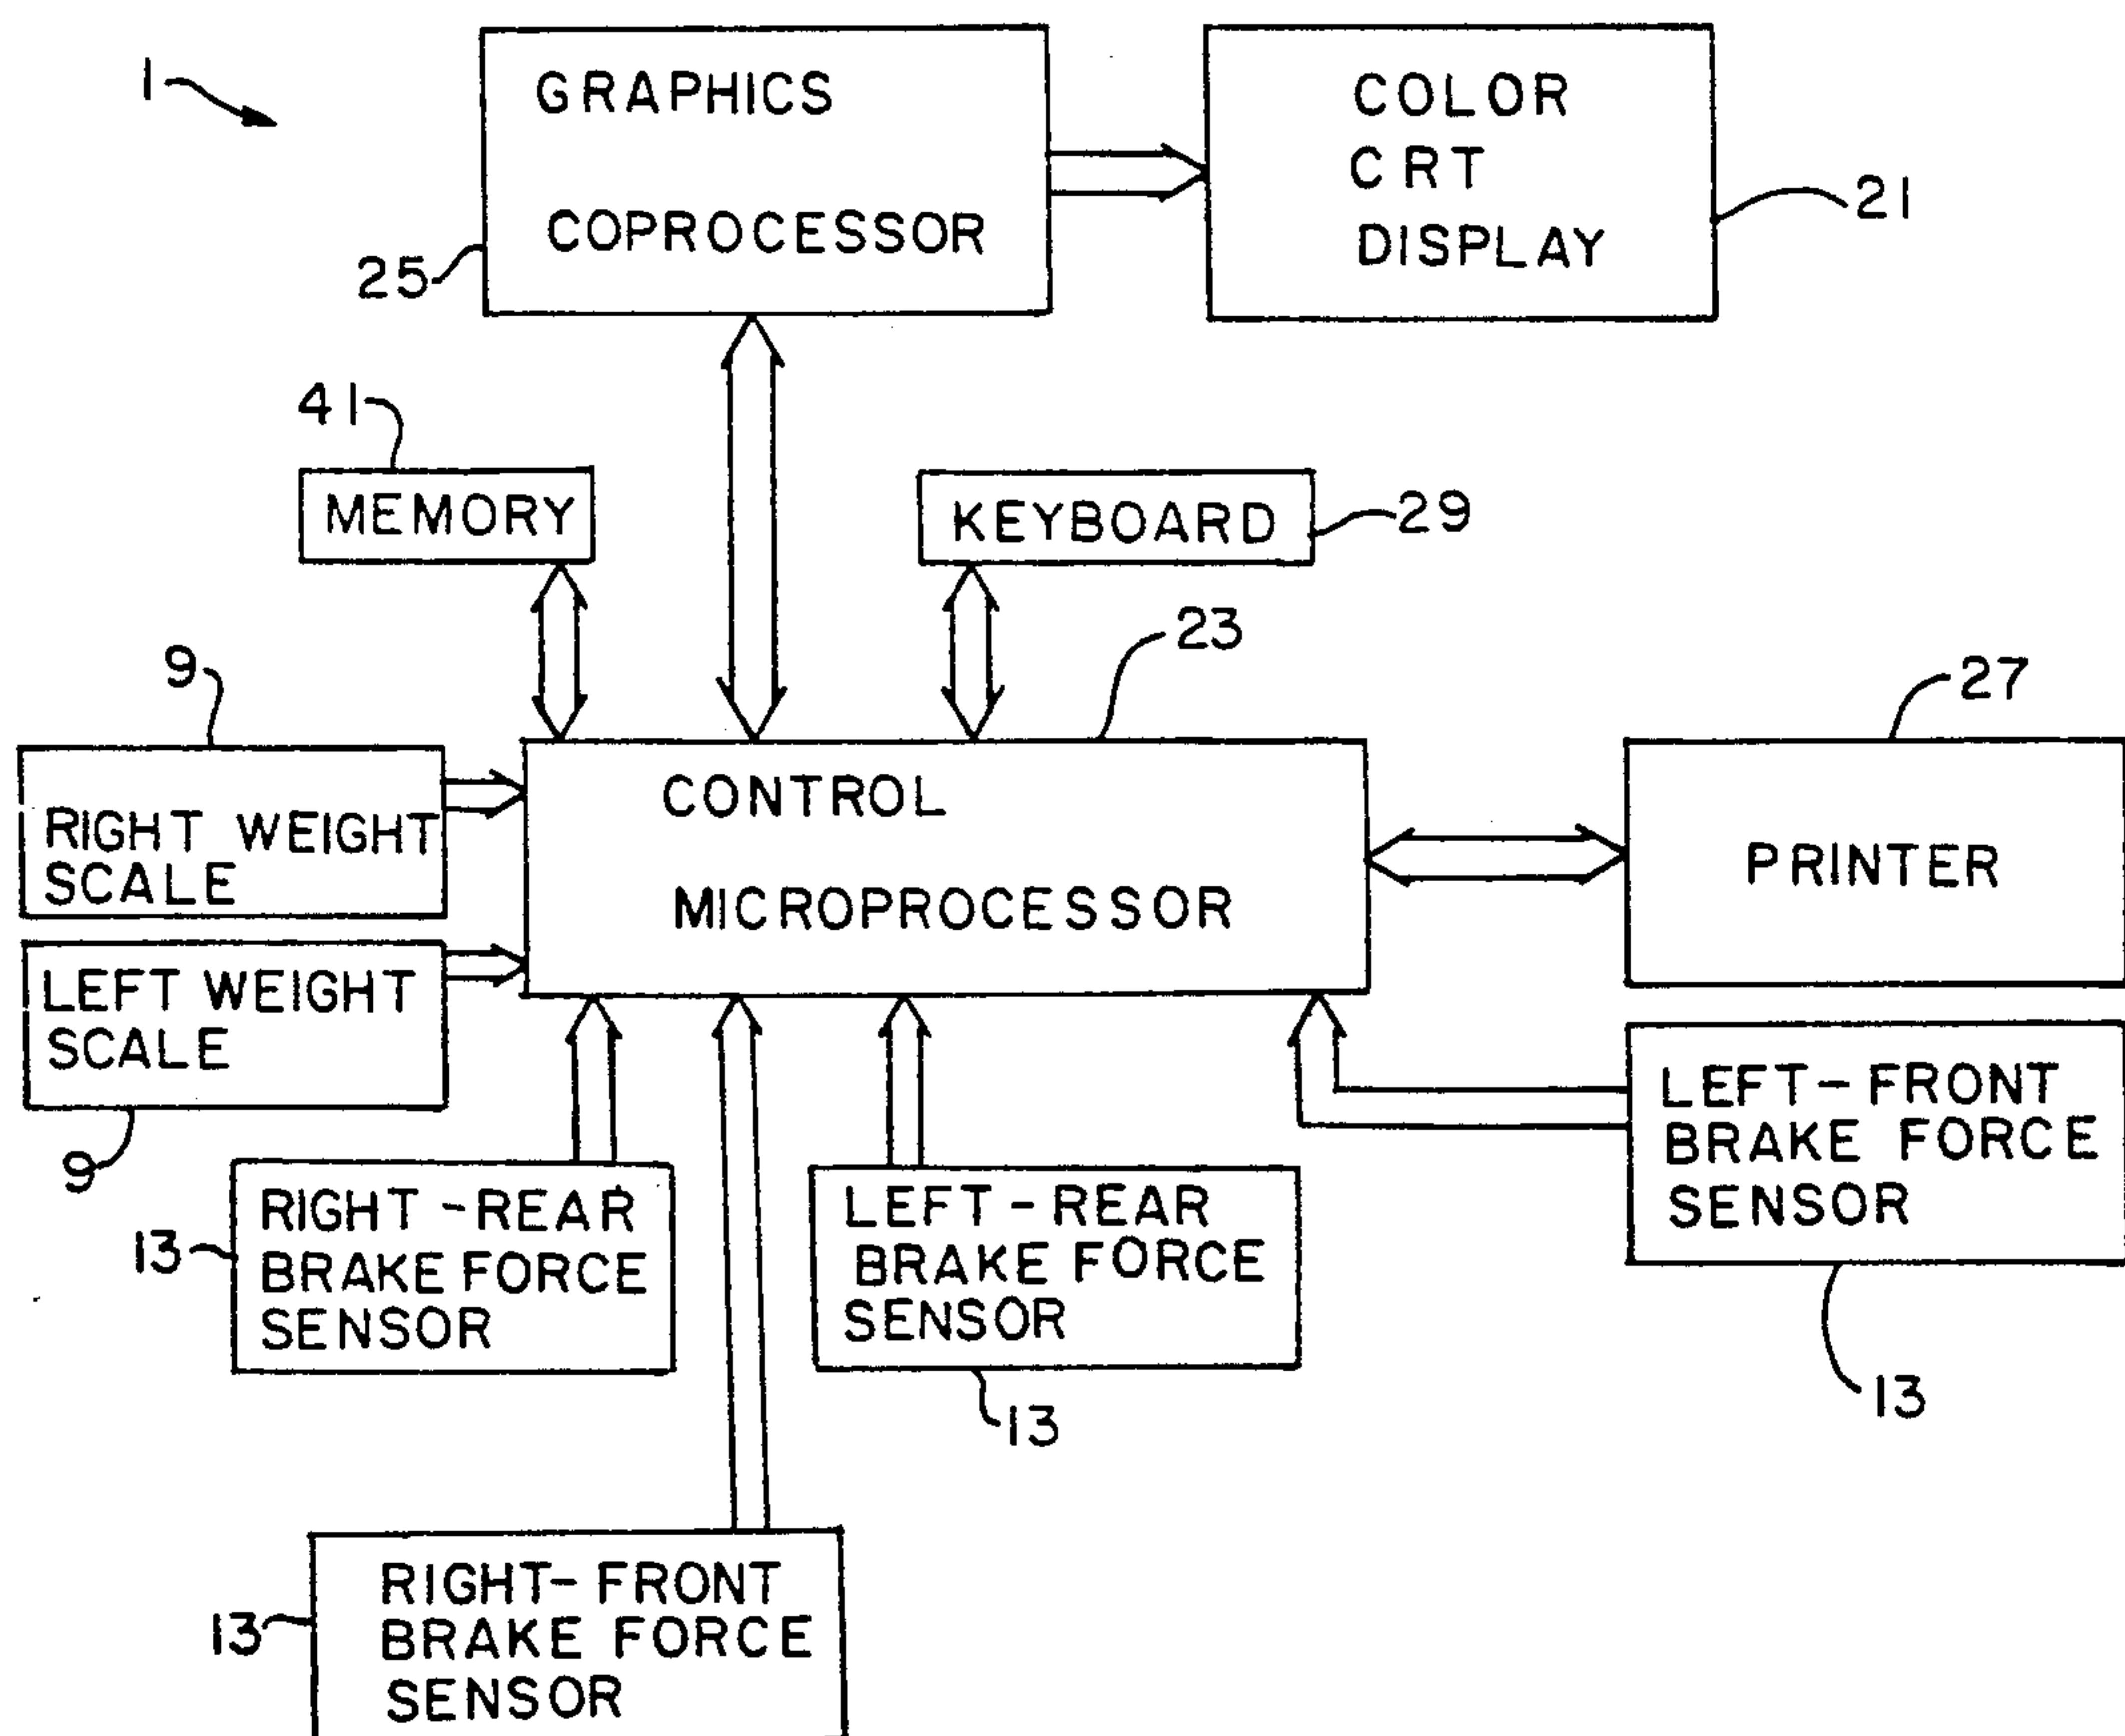 1
GRAPHICS
COPROCESSOR
25
COLOR
CRT
DISPLAY
21
41
MEMORY
KEYBOARD
29
23
9
RIGHT WEIGHT
SCALE
CONTROL
MICROPROCESSOR
27
PRINTER
LEFT WEIGHT
SCALE
9
LEFT-FRONT
BRAKE FORCE
SENSOR
13
13
RIGHT-REAR
BRAKE FORCE
SENSOR
LEFT-REAR
BRAKE FORCE
SENSOR
13
13
RIGHT-FRONT
BRAKE FORCE
SENSOR